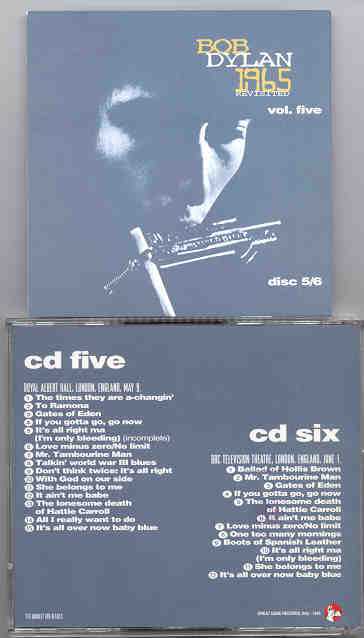 BOB
DYLAN
1965
REVISITED
vol. five
disc 5/6
cd five
ROYAL ALBERT HALL, LONDON, ENGLAND, MAY 9.
1 The times they are a-changin'
2 To Ramona
3 Gates of Eden
4 If you gotta go, go now
5 It's all right ma
(I'm only bleeding) (incomplete)
6 Love minus zero/No limit
7 Mr. Tambourine Man
8 Talkin' world war III blues
9 Don't think twice: It's all right
10 With God on our side
11 She belongs to me
12 It ain't me babe
13 The lonesome death
of Hattie Carroll
14 All I really want to do
15 It's all over now baby blue
cd six
BBC TELEVISION THEATRE, LONDON, ENGLAND, JUNE 1.
1 Ballad of Hollis Brown
2 Mr. Tambourine Man
3 Gates of Eden
4 If you gotta go, go now
5 The lonesome death
of Hattie Carroll
6 It ain't me babe
7 Love minus zero/No limit
8 One too many mornings
9 Boots of Spanish Leather
10 It's all right ma
(I'm only bleeding)
11 She belongs to me
12 It's all over now baby blue
SEE BOOKLET FOR DETAILS
GREAT DANE RECORDS